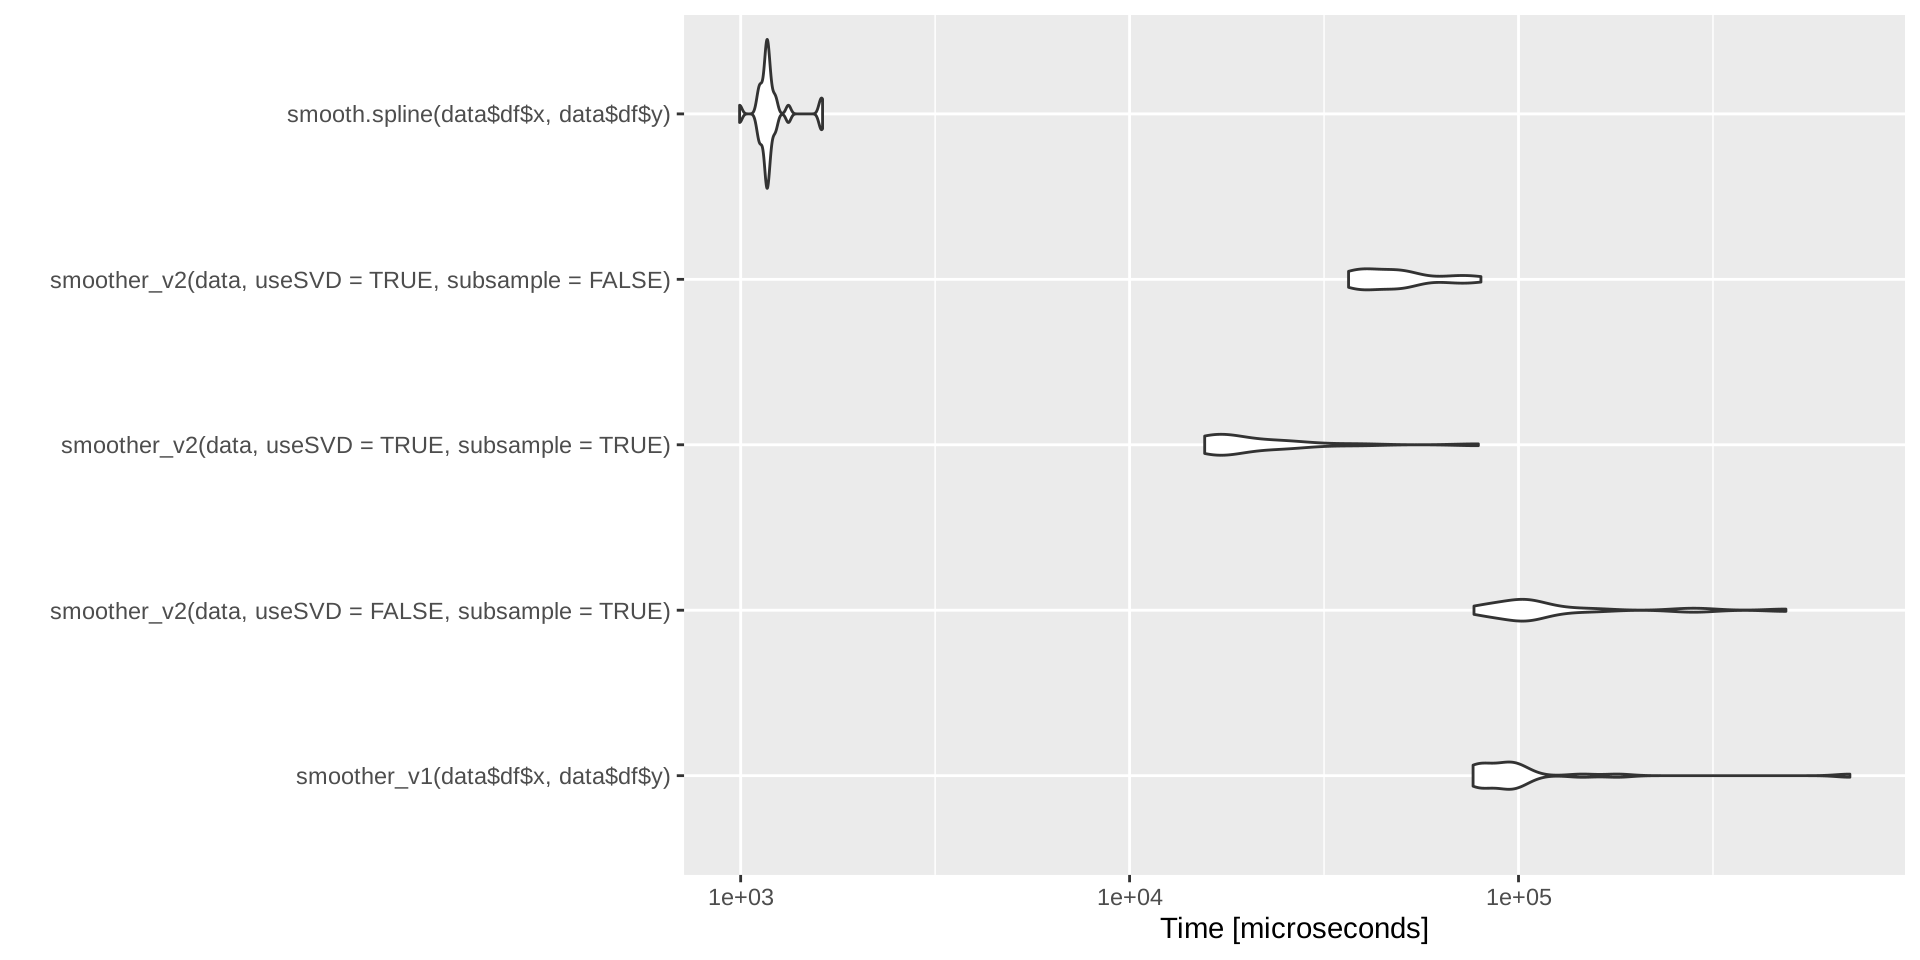 smooth.spline(data$df$x, data$df$y)
smoother_v2(data, useSVD = TRUE, subsample = FALSE)
smoother_v2(data, useSVD = TRUE, subsample = TRUE)
smoother_v2(data, useSVD = FALSE, subsample = TRUE)
smoother_v1(data$df$x, data$df$y)
1e+03 1e+04 1e+05
Time [microseconds]